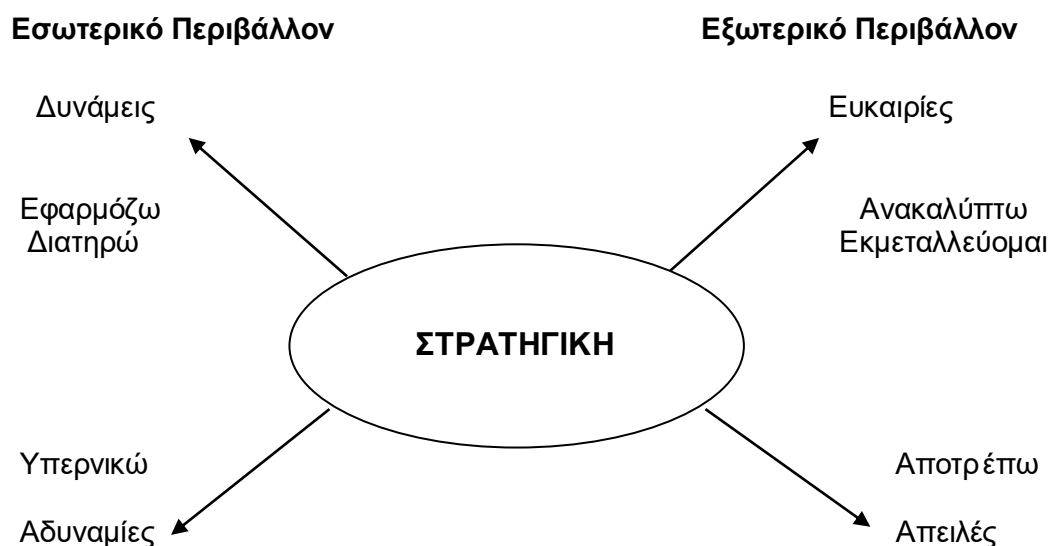 Εσωτερικό Περιβάλλον
Εξωτερικό Περιβάλλον
Δυνάμεις
Ευκαιρίες
Εφαρμόζω
Διατηρώ
Ανακαλύπτω
Εκμεταλλεύομαι
ΣΤΡΑΤΗΓΙΚΗ
Υπερνικώ
Αποτρέπω
Αδυναμίες
Απειλές